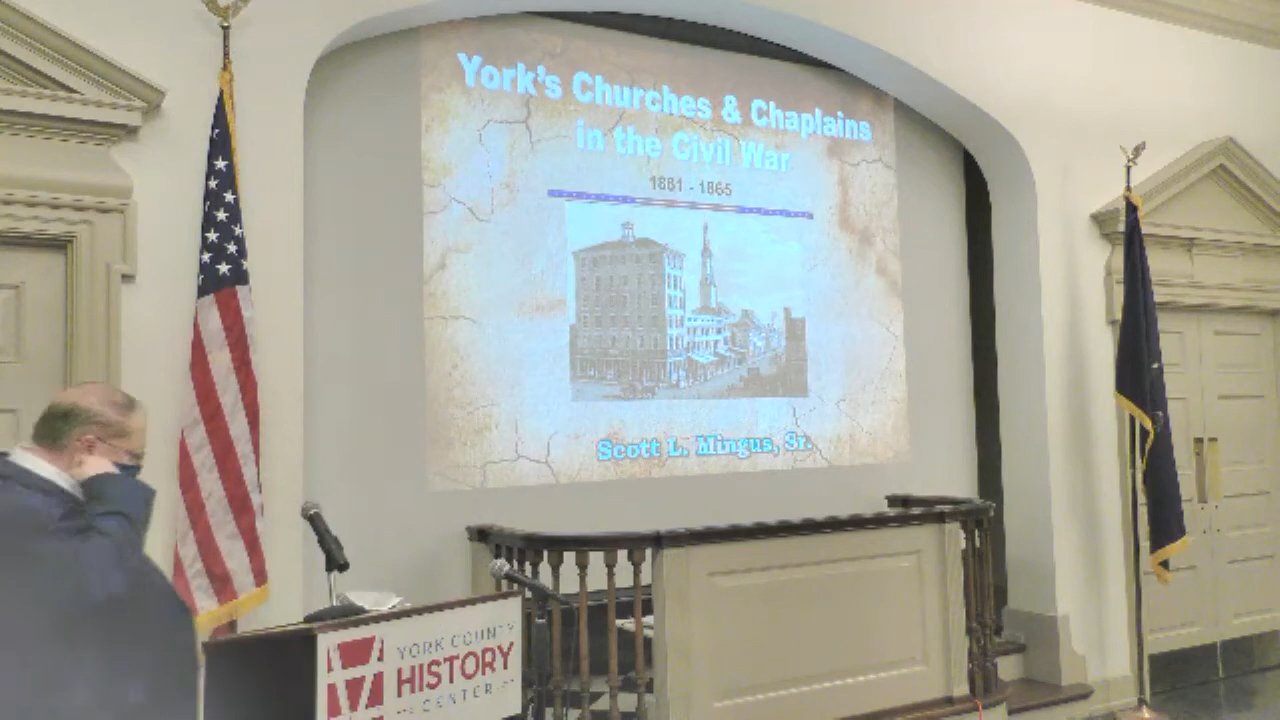 York's Churches & Chaplains
in the Civil War
1861 - 1865
Scott L. Mingus, Sr.
YORK COUNTY
HISTORY
CENTER